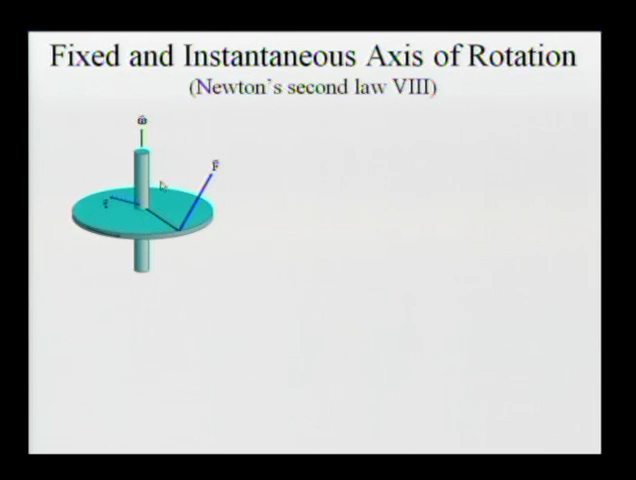 Fixed and Instantaneous Axis of Rotation
(Newton's second law VIII)
F